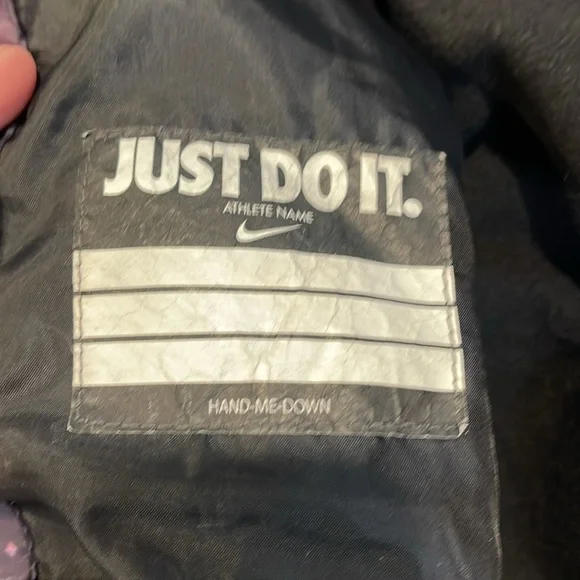 JUST DO IT.
ATHLETE NAME
HAND-ME-DOWN